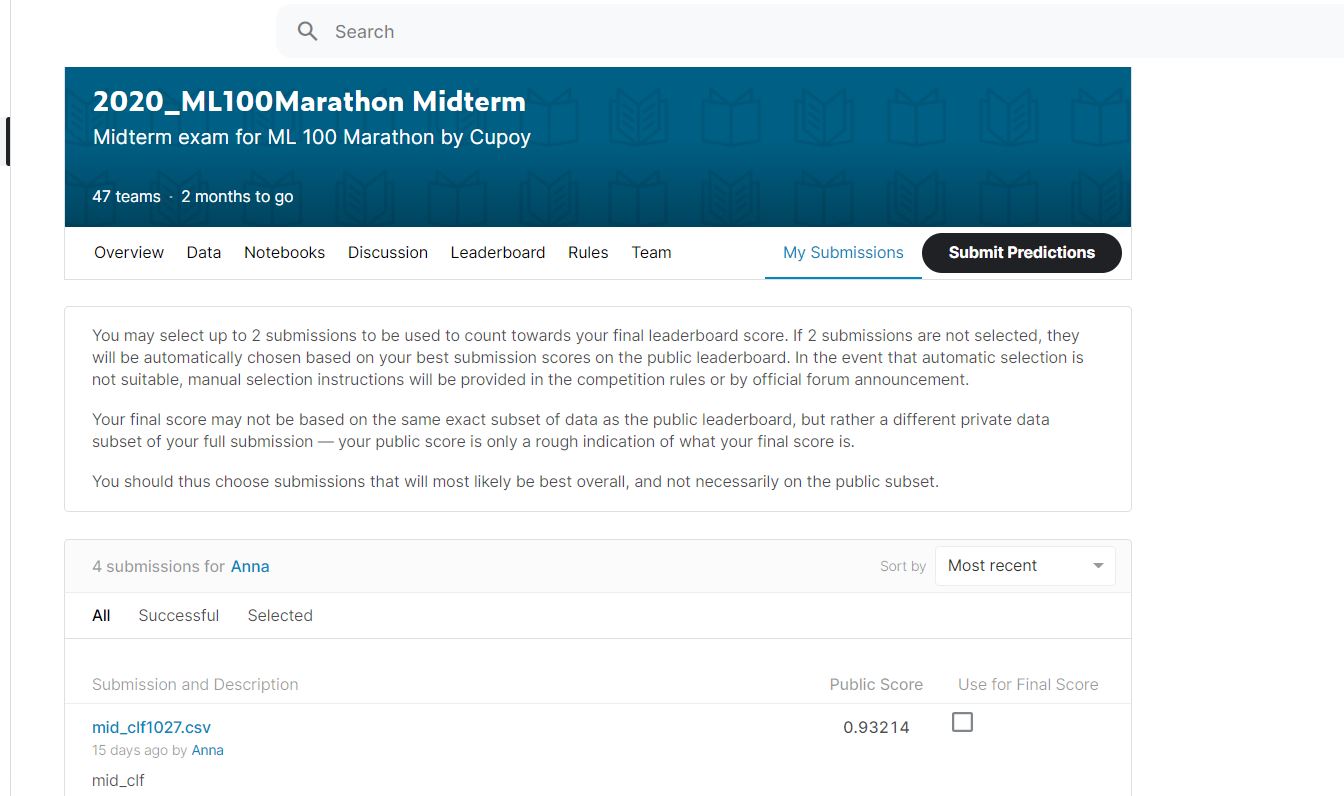 Search
2020_ML100Marathon Midterm
Midterm exam for ML 100 Marathon by Cupoy
47 teams · 2 months to go
Overview Data Notebooks Discussion Leaderboard Rules Team My Submissions Submit Predictions
You may select up to 2 submissions to be used to count towards your final leaderboard score. If 2 submissions are not selected, they
will be automatically chosen based on your best submission scores on the public leaderboard. In the event that automatic selection is
not suitable, manual selection instructions will be provided in the competition rules or by official forum announcement.
Your final score may not be based on the same exact subset of data as the public leaderboard, but rather a different private data
subset of your full submission — your public score is only a rough indication of what your final score is.
You should thus choose submissions that will most likely be best overall, and not necessarily on the public subset.
4 submissions for Anna Sort by Most recent
All Successful Selected
Submission and Description Public Score Use for Final Score
mid_clf1027.csv 0.93214
15 days ago by Anna
mid_clf